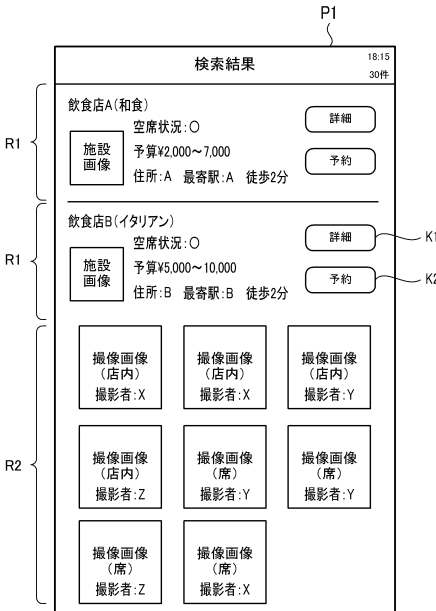 P1
検索結果
18:15
30件
R1
飲食店A(和食)
空席状況:○
予算¥2,000～7,000
住所:A 最寄駅:A 徒歩2分
施設
画像
詳細
予約
R1
飲食店B(イタリアン)
空席状況:○
予算¥5,000～10,000
住所:B 最寄駅:B 徒歩2分
施設
画像
詳細
K1
予約
K2
R2
撮像画像
(店内)
撮影者:X
撮像画像
(店内)
撮影者:X
撮像画像
(店内)
撮影者:Y
撮像画像
(店内)
撮影者:Z
撮像画像
(席)
撮影者:Y
撮像画像
(席)
撮影者:Y
撮像画像
(席)
撮影者:Z
撮像画像
(席)
撮影者:X